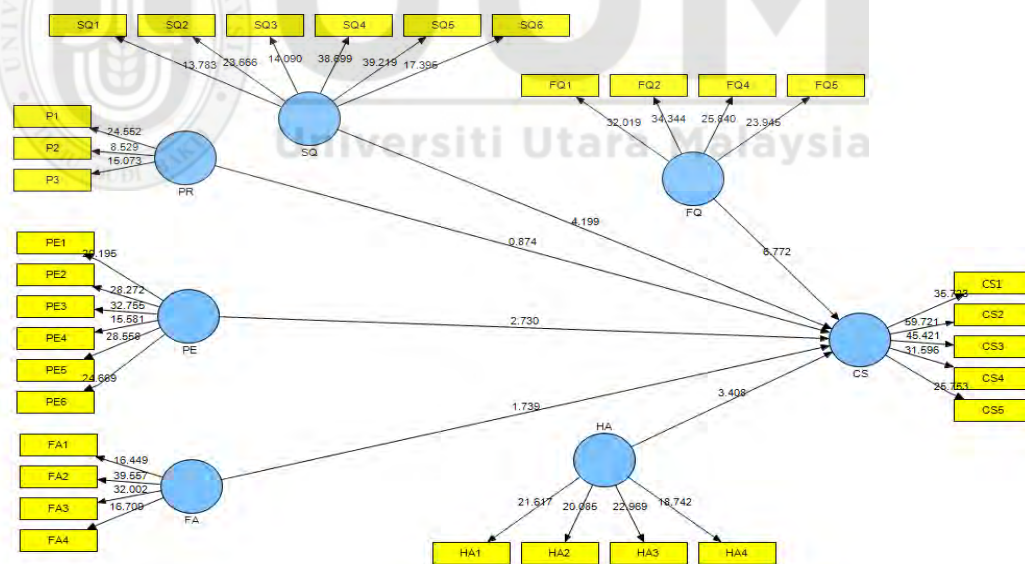 SQ1 SQ2 SQ3 SQ4 SQ5 SQ6
13.783 23.666 14.090 38.699 39.219 17.395
SQ
FQ1 FQ2 FQ4 FQ5
32.019 34.344 25.840 23.945
FQ
Universiti Utara Malaysia
P1
P2
P3
24.552
8.529
15.073
PR
4.199
0.874
6.772
PE1
PE2
PE3
PE4
PE5
PE6
28.272
32.755
15.581
28.556
24.669
PE
2.730
CS1
CS2
CS3
CS4
CS5
59.721
45.421
31.596
25.753
CS
FA1
FA2
FA3
FA4
16.449
39.557
32.002
16.709
FA
1.739
3.408
HA
21.617 20.085 22.969 18.742
HA1 HA2 HA3 HA4